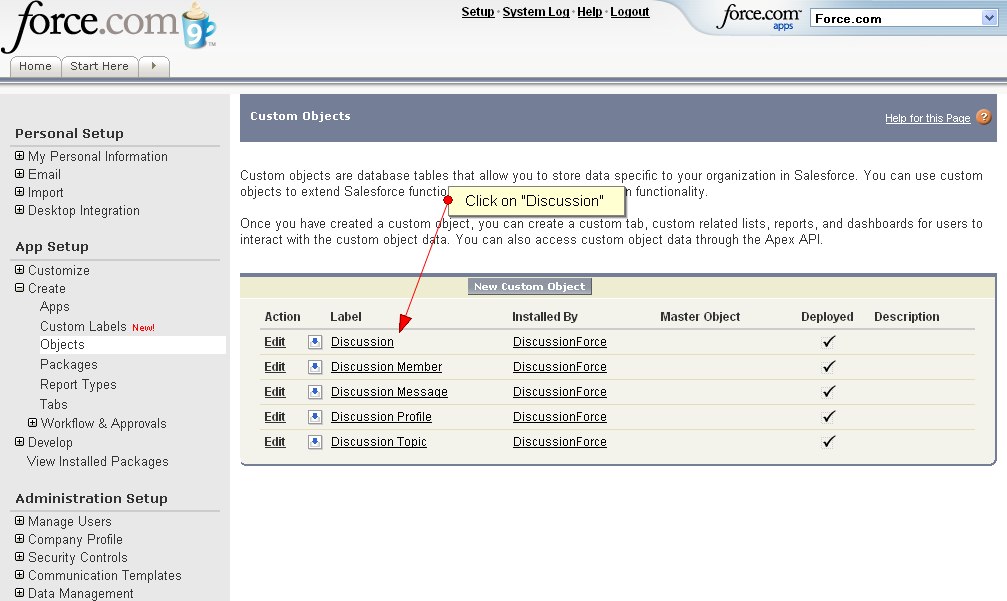 force.com
9
™
Setup · System Log · Help · Logout
force.com™
apps
Force.com
Home
Start Here
Personal Setup
My Personal Information
Email
Import
Desktop Integration
App Setup
Customize
Create
Apps
Custom Labels New!
Objects
Packages
Report Types
Tabs
Workflow & Approvals
Develop
View Installed Packages
Administration Setup
Manage Users
Company Profile
Security Controls
Communication Templates
Data Management
Custom Objects
Help for this Page ?
Custom objects are database tables that allow you to store data specific to your organization in Salesforce. You can use custom
objects to extend Salesforce functio n functionality.
Click on "Discussion"
Once you have created a custom object, you can create a custom tab, custom related lists, reports, and dashboards for users to
interact with the custom object data. You can also access custom object data through the Apex API.
New Custom Object
Action Label Installed By Master Object Deployed Description
Edit Discussion DiscussionForce
Edit Discussion Member DiscussionForce
Edit Discussion Message DiscussionForce
Edit Discussion Profile DiscussionForce
Edit Discussion Topic DiscussionForce